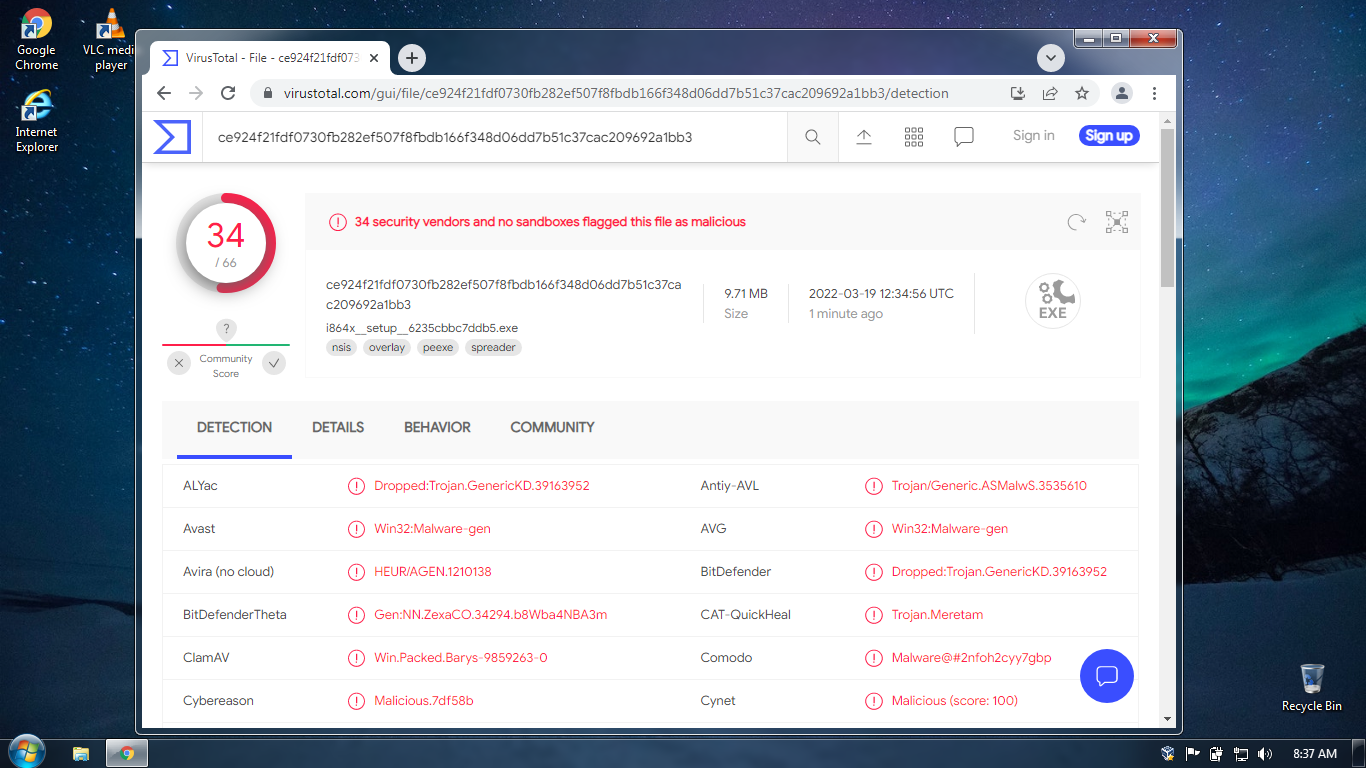 Google
Chrome
VLC medi
player
Internet
Explorer
VirusTotal - File - ce924f21fdf073
virustotal.com/gui/file/ce924f21fdf0730fb282ef507f8fbdb166f348d06dd7b51c37cac209692a1bb3/detection
ce924f21fdf0730fb282ef507f8fbdb166f348d06dd7b51c37cac209692a1bb3
Sign in
Sign up
34
/ 66
?
Community
Score
34 security vendors and no sandboxes flagged this file as malicious
ce924f21fdf0730fb282ef507f8fbdb166f348d06dd7b51c37ca
c209692a1bb3
i864x__setup__6235cbbc7ddb5.exe
nsis overlay peexe spreader
9.71 MB
Size
2022-03-19 12:34:56 UTC
1 minute ago
EXE
DETECTION DETAILS BEHAVIOR COMMUNITY
ALYac Dropped:Trojan.GenericKD.39163952 Antiy-AVL Trojan/Generic.ASMalwS.3535610
Avast Win32:Malware-gen AVG Win32:Malware-gen
Avira (no cloud) HEUR/AGEN.1210138 BitDefender Dropped:Trojan.GenericKD.39163952
BitDefenderTheta Gen:NN.ZexaCO.34294.b8Wba4NBA3m CAT-QuickHeal Trojan.Meretam
ClamAV Win.Packed.Barys-9859263-0 Comodo Malware@#2nfoh2cyy7gbp
Cybereason Malicious.7df58b Cynet Malicious (score: 100)
Recycle Bin
8:37 AM